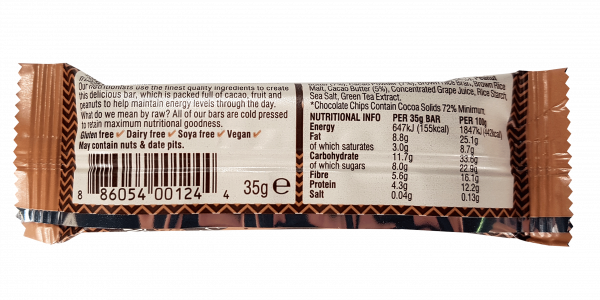 Our nutritionists use the finest quality ingredients to create
this delicious bar, which is packed full of cacao, fruit and
peanuts to help maintain energy levels through the day.
What do we mean by raw? All of our bars are cold pressed
to retain maximum nutritional goodness.
Gluten free ✔ Dairy free ✔ Soya free ✔ Vegan ✔
May contain nuts & date pits.
8 86054 00124 4
35g e
Peanut
Brown Rice Bran, Brown Rice
Malt, Cacao Butter (5%), Concentrated Grape Juice, Rice Starch,
Sea Salt, Green Tea Extract.
*Chocolate Chips Contain Cocoa Solids 72% Minimum.
NUTRITIONAL INFO PER 35g BAR PER 100g
Energy 647kJ (155kcal) 1847kJ (443kcal)
Fat 8.8g 25.1g
of which saturates 3.0g 8.7g
Carbohydrate 11.7g 33.6g
of which sugars 8.0g 22.9g
Fibre 5.6g 16.1g
Protein 4.3g 12.2g
Salt 0.04g 0.13g